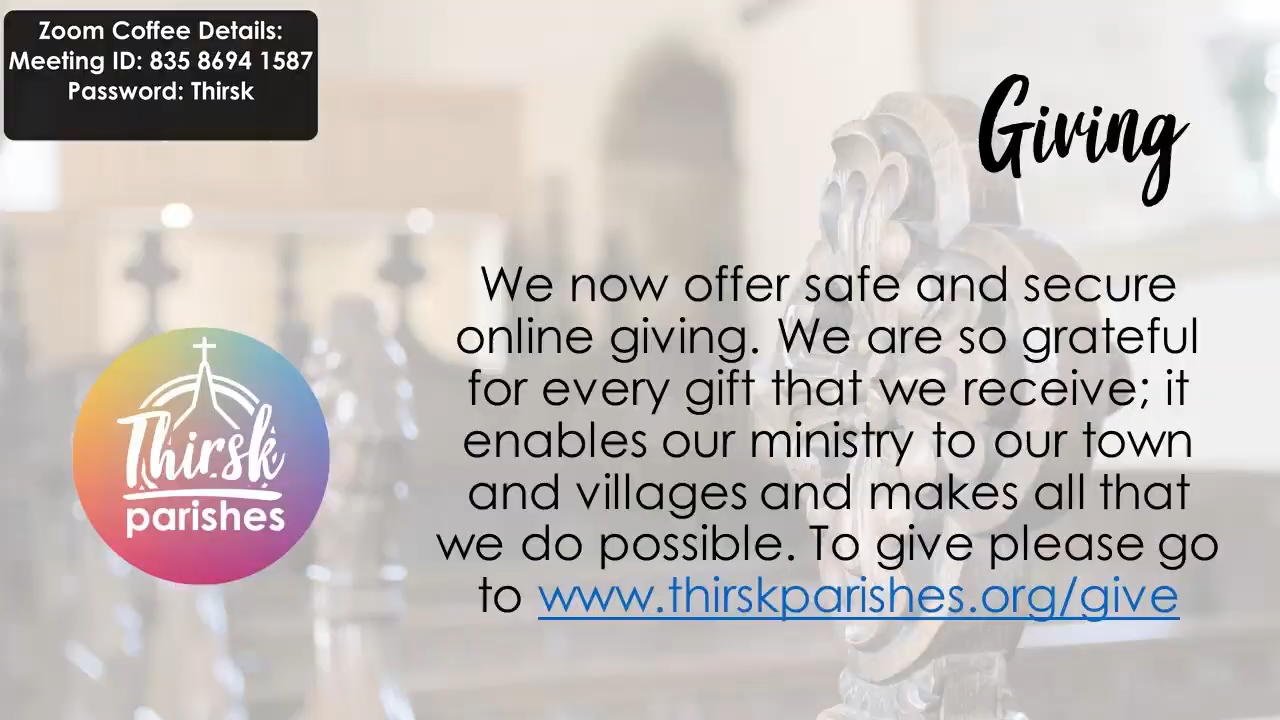 Zoom Coffee Details:
Meeting ID: 835 8694 1587
Password: Thirsk
Giving
We now offer safe and secure
online giving. We are so grateful
for every gift that we receive; it
enables our ministry to our town
and villages and makes all that
we do possible. To give please go
to www.thirskparishes.org/give
Thirsk
parishes